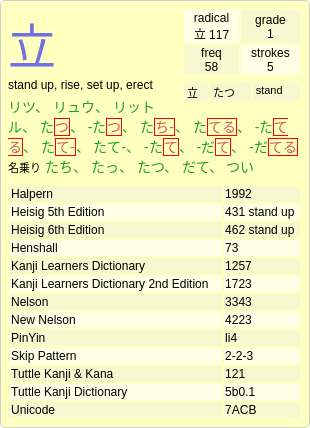 立
radical
立 117
grade
1
freq
58
strokes
5
stand up, rise, set up, erect
立 たつ stand
リツ、 リュウ、 リット
ル、 たつ、 -たつ、 たち-、 たてる、 -たて
る、 たて-、 たて-、 -たて、 -だて、 -だてる
名乗り たち、 たっ、 たつ、 だて、 つい
Halpern 1992
Heisig 5th Edition 431 stand up
Heisig 6th Edition 462 stand up
Henshall 73
Kanji Learners Dictionary 1257
Kanji Learners Dictionary 2nd Edition 1723
Nelson 3343
New Nelson 4223
PinYin li4
Skip Pattern 2-2-3
Tuttle Kanji & Kana 121
Tuttle Kanji Dictionary 5b0.1
Unicode 7ACB